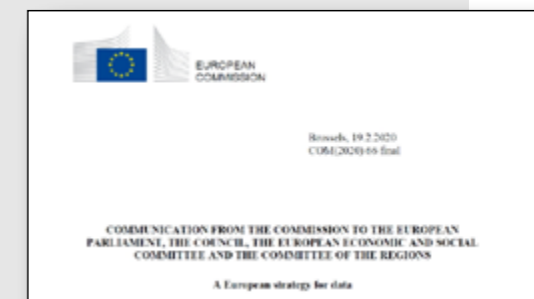 EUROPEAN
COMMISSION
Brussels, 19.2.2020
COM(2020) 66 final
COMMUNICATION FROM THE COMMISSION TO THE EUROPEAN
PARLIAMENT, THE COUNCIL, THE EUROPEAN ECONOMIC AND SOCIAL
COMMITTEE AND THE COMMITTEE OF THE REGIONS
A European strategy for data